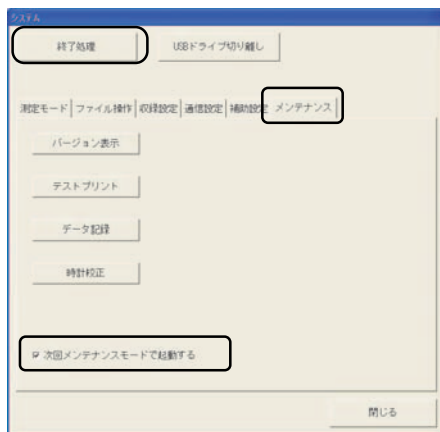 システム
終了処理 USBドライブ切り離し
測定モード ファイル操作 収録設定 通信設定 補助設定 メンテナンス
バージョン表示
テストプリント
データ記録
時計校正
次回メンテナンスモードで起動する
閉じる